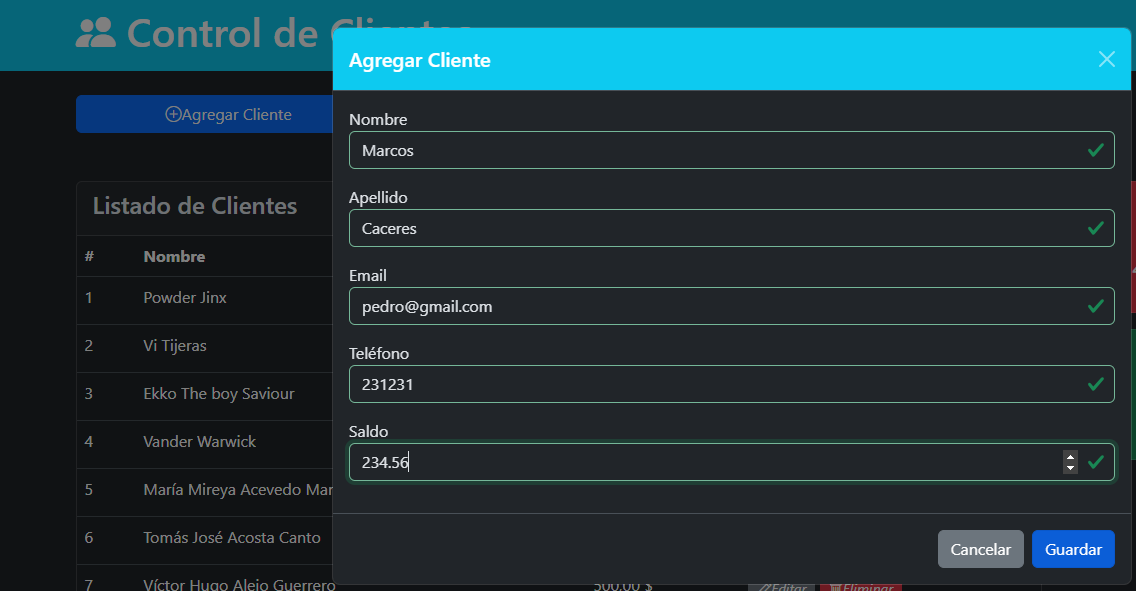 Control de Clientes
Agregar Cliente
Agregar Cliente
Nombre
Marcos
Apellido
Caceres
Email
pedro@gmail.com
Teléfono
231231
Saldo
234.56
Cancelar
Guardar
Listado de Clientes
# Nombre
1 Powder Jinx
2 Vi Tijeras
3 Ekko The boy Saviour
4 Vander Warwick
5 María Mireya Acevedo Mar
6 Tomás José Acosta Canto
7 Víctor Hugo Alejo Guerrero 500.00 $ Editar Eliminar